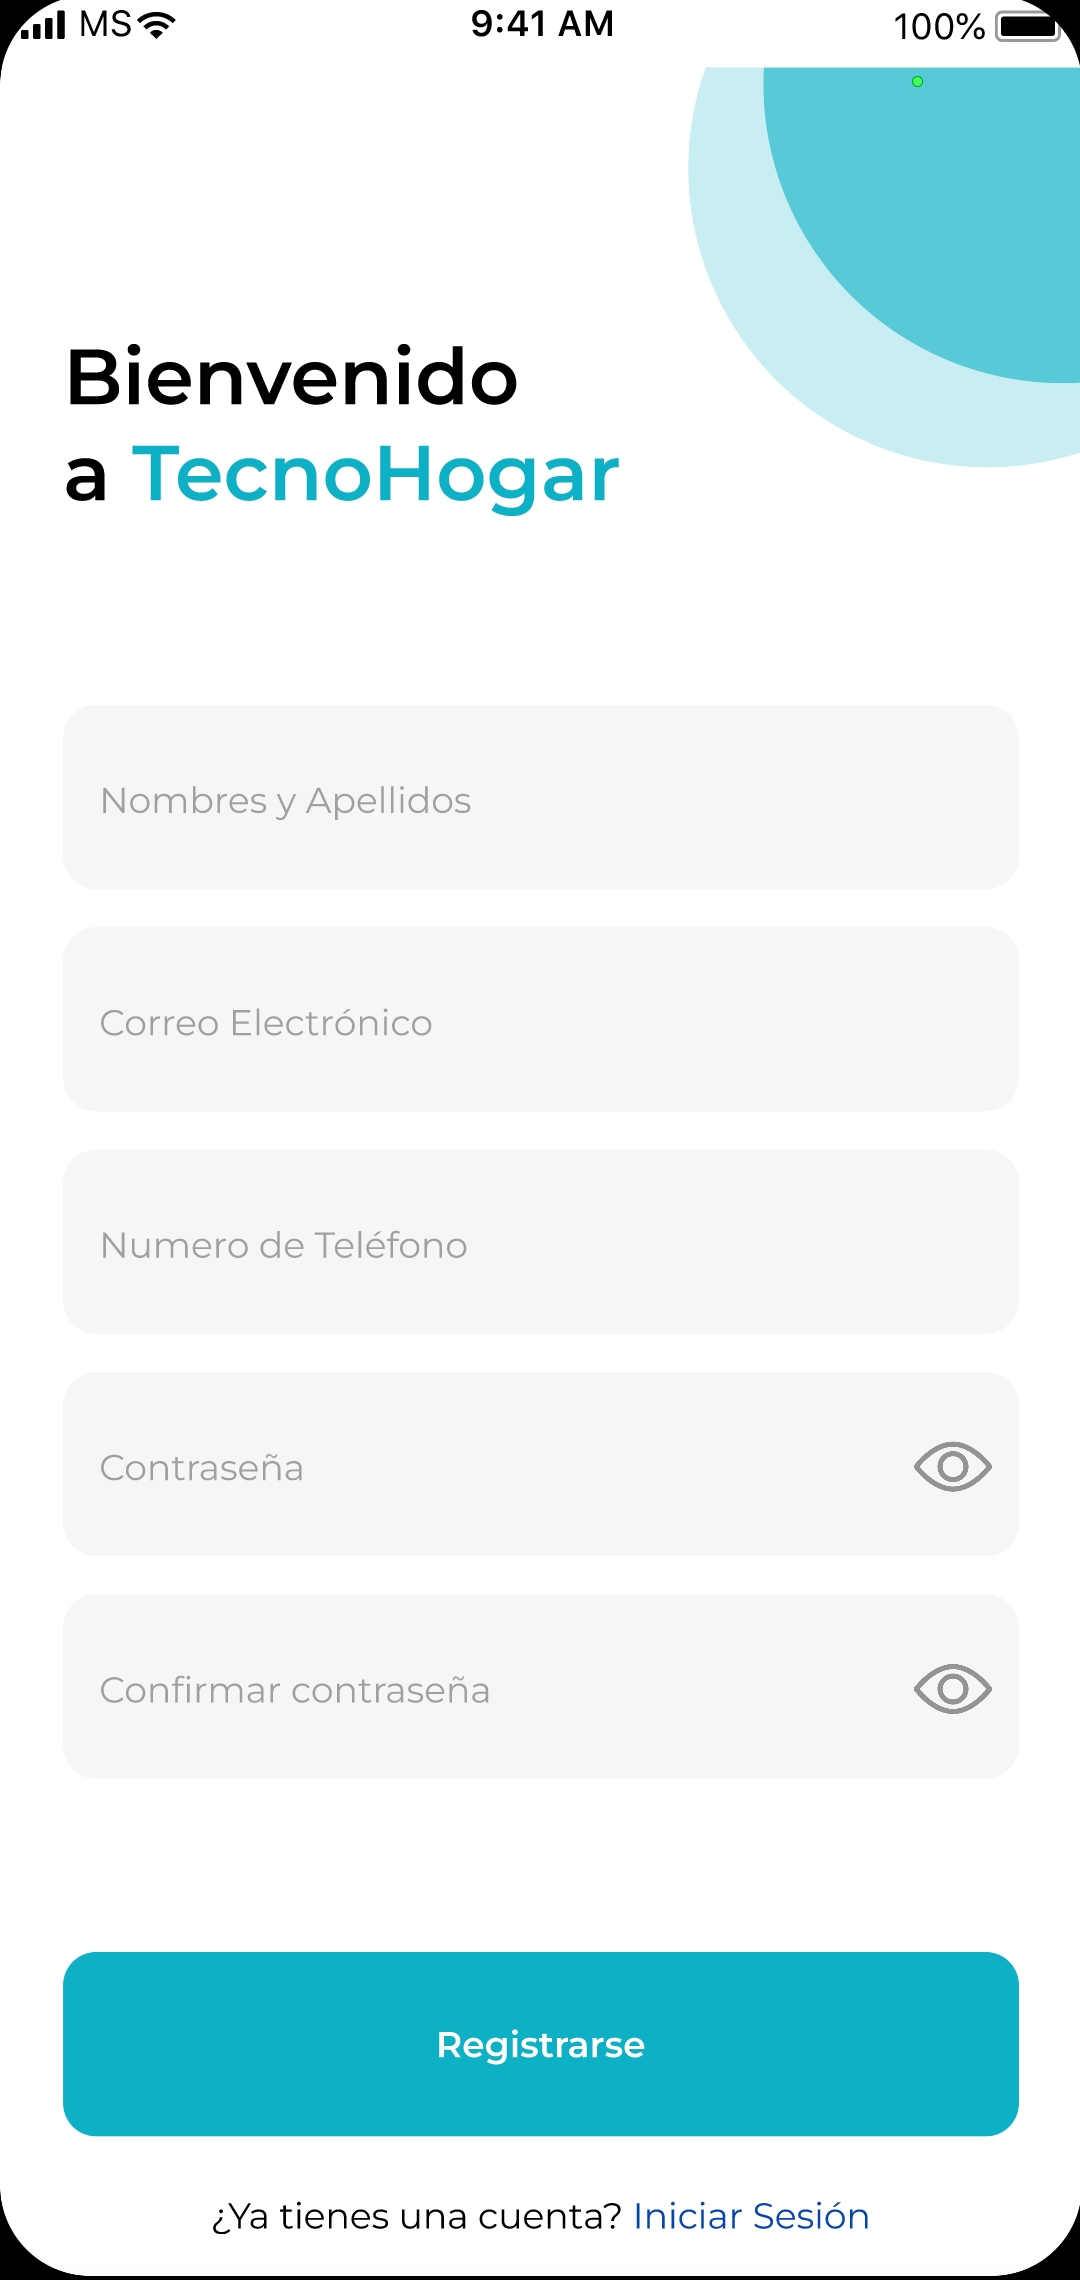 MS
9:41 AM
100%
Bienvenido
a TecnoHogar
Nombres y Apellidos
Correo Electrónico
Numero de Teléfono
Contraseña
Confirmar contraseña
Registrarse
¿Ya tienes una cuenta? Iniciar Sesión